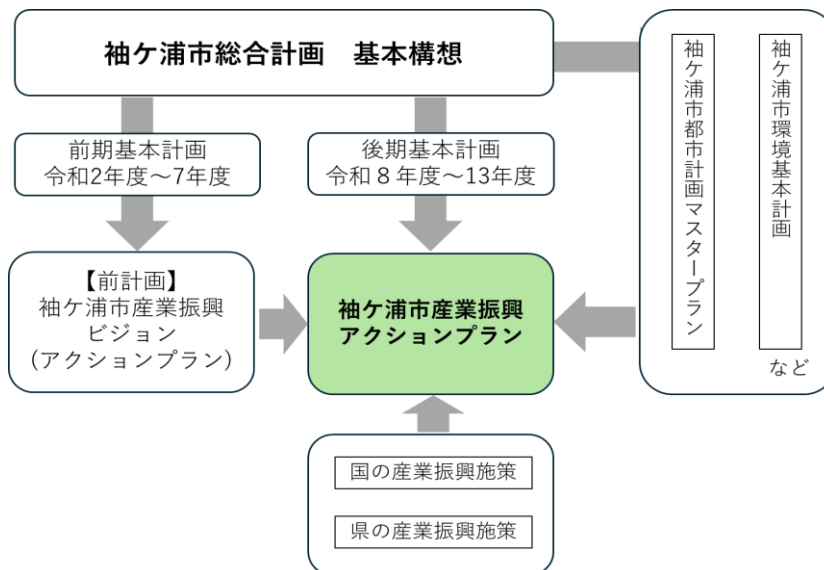 袖ケ浦市総合計画　基本構想
前期基本計画
令和2年度～7年度
後期基本計画
令和８年度～13年度
【前計画】
袖ケ浦市産業振興
ビジョン
(アクションプラン)
袖ケ浦市産業振興
アクションプラン
袖ケ浦市都市計画マスタープラン
袖ケ浦市環境基本計画
など
国の産業振興施策
県の産業振興施策